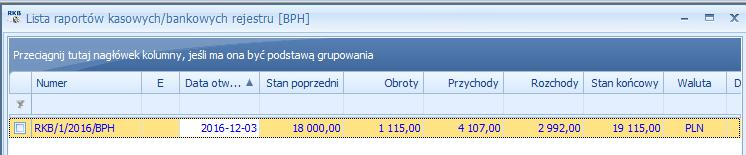 RKB Lista raportów kasowych/bankowych rejestru [BPH]
Przeciągnij tutaj nagłówek kolumny, jeśli ma ona być podstawą grupowania
Numer E Data otw... Stan poprzedni Obroty Przychody Rozchody Stan końcowy Waluta D
RKB/1/2016/BPH 2016-12-03 18 000,00 1 115,00 4 107,00 2 992,00 19 115,00 PLN